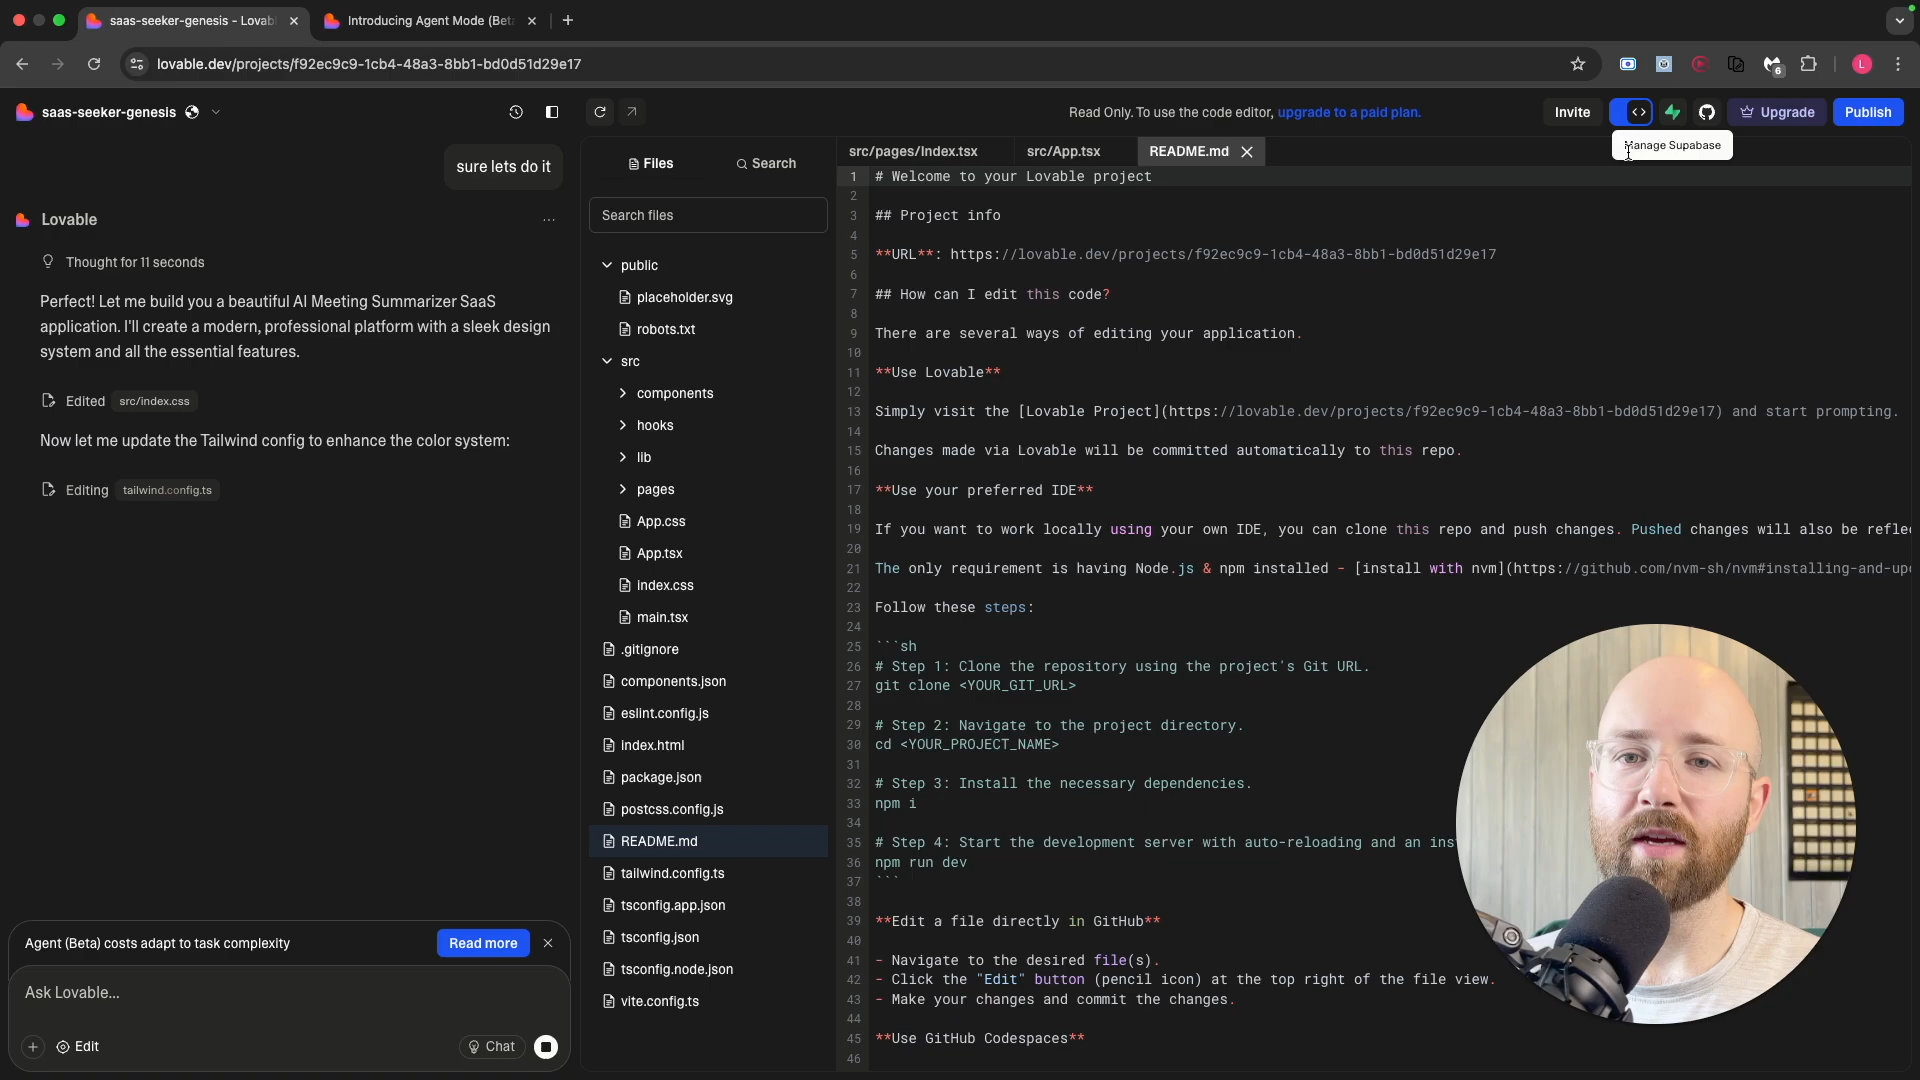 saas-seeker-genesis - Lovabl
Introducing Agent Mode (Beta
lovable.dev/projects/f92ec9c9-1cb4-48a3-8bb1-bd0d51d29e17
6
L
saas-seeker-genesis
Read Only. To use the code editor, upgrade to a paid plan.
Invite
Upgrade
Publish
Manage Supabase
sure lets do it
Lovable
Thought for 11 seconds
Perfect! Let me build you a beautiful AI Meeting Summarizer SaaS
application. I'll create a modern, professional platform with a sleek design
system and all the essential features.
Edited src/index.css
Now let me update the Tailwind config to enhance the color system:
Editing tailwind.config.ts
Agent (Beta) costs adapt to task complexity
Read more
Ask Lovable...
Edit
Chat
Files
Search
Search files
public
placeholder.svg
robots.txt
src
components
hooks
lib
pages
App.css
App.tsx
index.css
main.tsx
.gitignore
components.json
eslint.config.js
index.html
package.json
postcss.config.js
README.md
tailwind.config.ts
tsconfig.app.json
tsconfig.json
tsconfig.node.json
vite.config.ts
src/pages/Index.tsx
src/App.tsx
README.md
1 # Welcome to your Lovable project
2
3 ## Project info
4
5 **URL**: https://lovable.dev/projects/f92ec9c9-1cb4-48a3-8bb1-bd0d51d29e17
6
7 ## How can I edit this code?
8
9 There are several ways of editing your application.
10
11 **Use Lovable**
12
13 Simply visit the [Lovable Project](https://lovable.dev/projects/f92ec9c9-1cb4-48a3-8bb1-bd0d51d29e17) and start prompting.
14
15 Changes made via Lovable will be committed automatically to this repo.
16
17 **Use your preferred IDE**
18
19 If you want to work locally using your own IDE, you can clone this repo and push changes. Pushed changes will also be refle
20
21 The only requirement is having Node.js & npm installed - [install with nvm](https://github.com/nvm-sh/nvm#installing-and-up
22
23 Follow these steps:
24
25 ```sh
26 # Step 1: Clone the repository using the project's Git URL.
27 git clone <YOUR_GIT_URL>
28
29 # Step 2: Navigate to the project directory.
30 cd <YOUR_PROJECT_NAME>
31
32 # Step 3: Install the necessary dependencies.
33 npm i
34
35 # Step 4: Start the development server with auto-reloading and an ins
36 npm run dev
37 ```
38
39 **Edit a file directly in GitHub**
40
41 - Navigate to the desired file(s).
42 - Click the "Edit" button (pencil icon) at the top right of the file view.
43 - Make your changes and commit the changes.
44
45 **Use GitHub Codespaces**
46